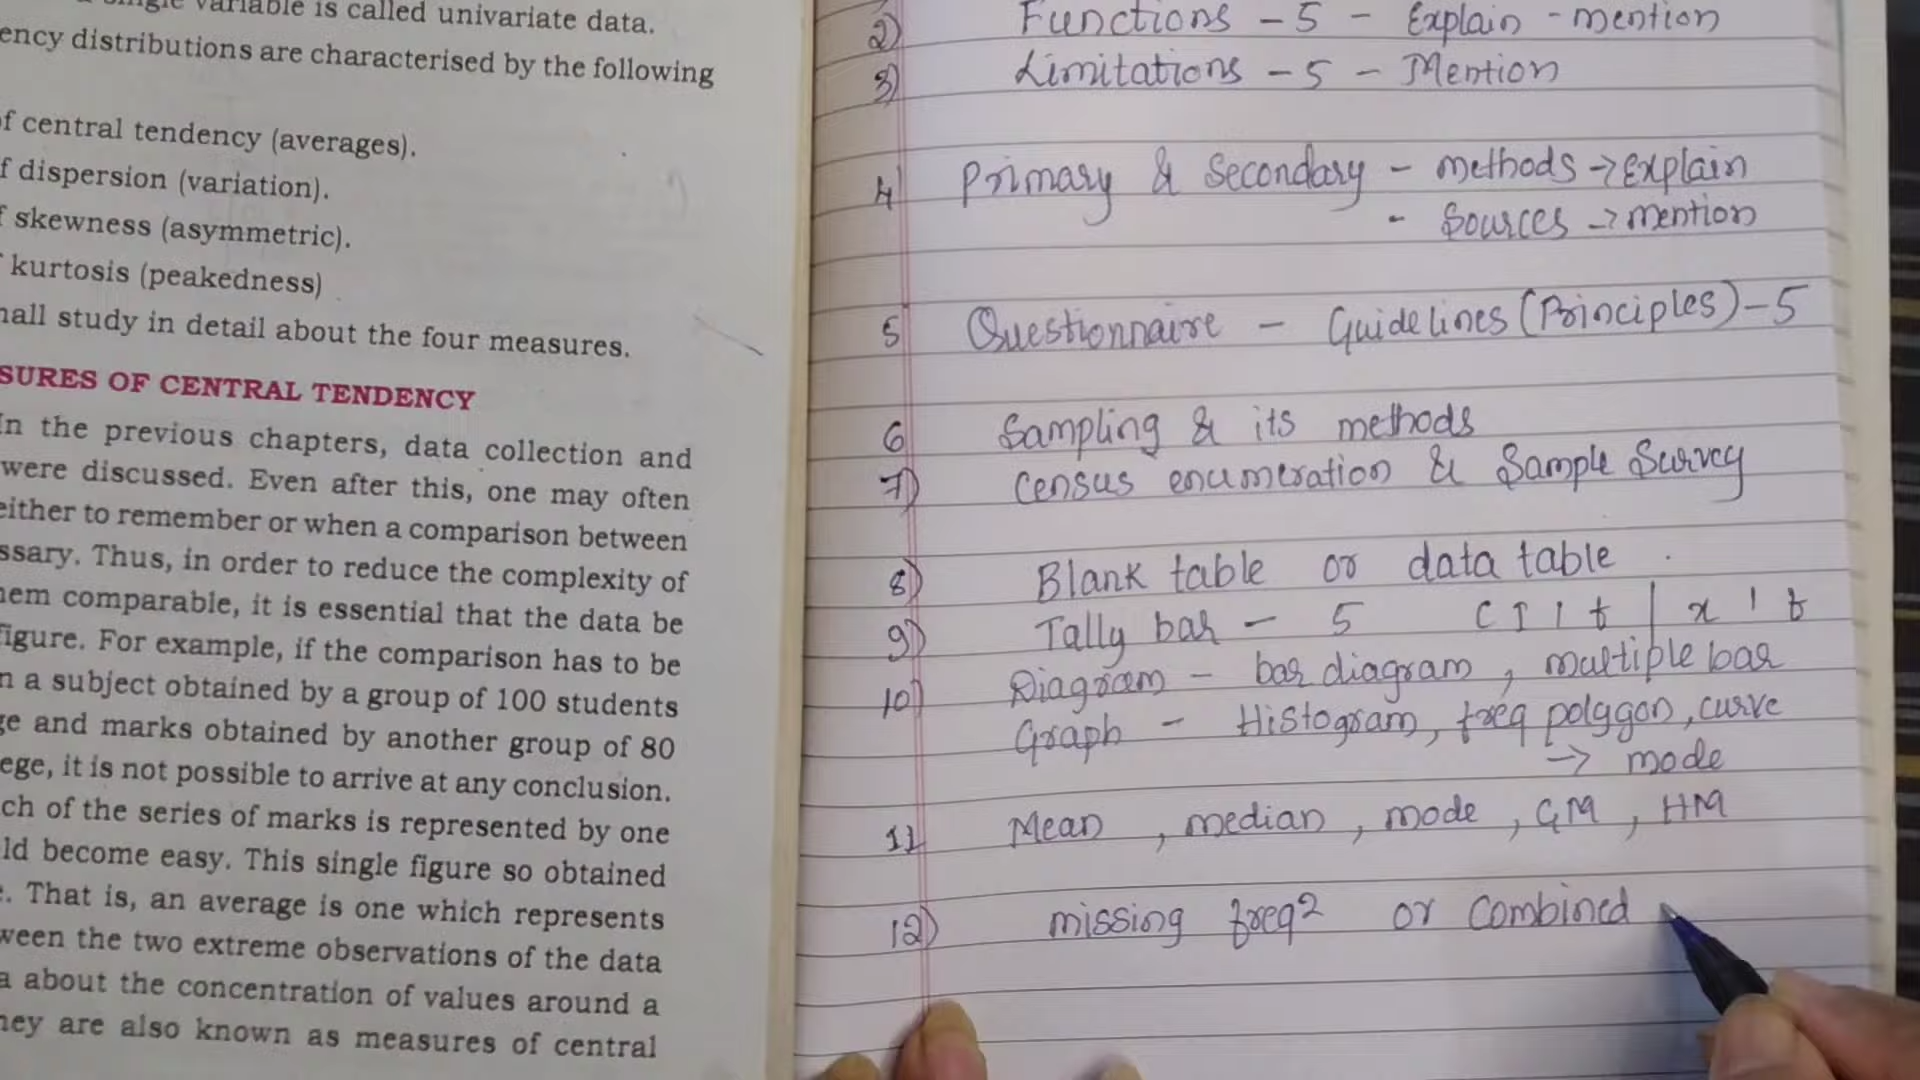 single variable is called univariate data.
ency distributions are characterised by the following
f central tendency (averages).
f dispersion (variation).
f skewness (asymmetric).
kurtosis (peakedness)
hall study in detail about the four measures.
SURES OF CENTRAL TENDENCY
In the previous chapters, data collection and
were discussed. Even after this, one may often
either to remember or when a comparison between
ssary. Thus, in order to reduce the complexity of
hem comparable, it is essential that the data be
figure. For example, if the comparison has to be
n a subject obtained by a group of 100 students
ge and marks obtained by another group of 80
ege, it is not possible to arrive at any conclusion.
ch of the series of marks is represented by one
ld become easy. This single figure so obtained
. That is, an average is one which represents
ween the two extreme observations of the data
a about the concentration of values around a
hey are also known as measures of central
2) Functions - 5 - Explain - mention
3) Limitations - 5 - Mention
4 Primary & Secondary - methods → Explain
- Sources → mention
5 Questionnaire - Guidelines (Principles) - 5
6 Sampling & its methods
7) Census enumeration & Sample Survey
8) Blank table or data table
9) Tally bar - 5 CI | f | x | f
10) Diagram - bar diagram, multiple bar
Graph - Histogram, freq polygon, curve
→ mode
11 Mean, median, mode, GM, HM
12) missing freq² or Combined